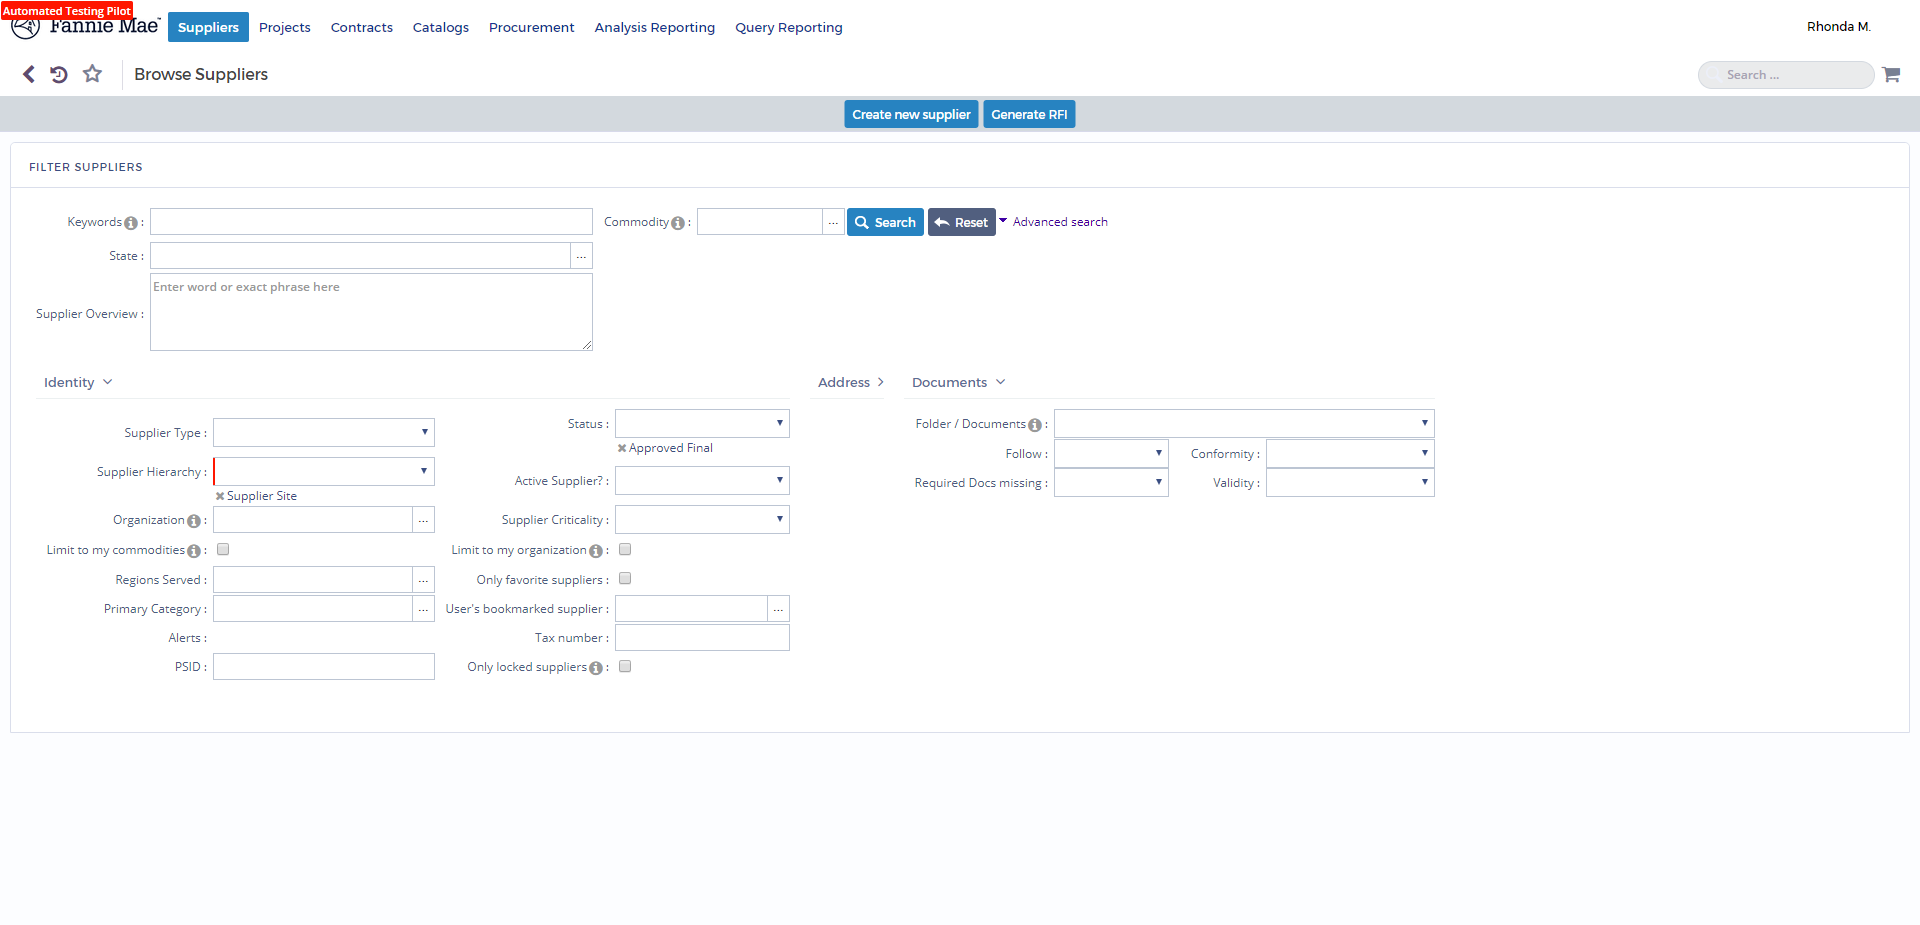 Automated Testing Pilot
Fannie Mae
Suppliers Projects Contracts Catalogs Procurement Analysis Reporting Query Reporting
Rhonda M.
Browse Suppliers
Search ...
Create new supplier Generate RFI
FILTER SUPPLIERS
Keywords : Commodity : ... Search Reset Advanced search
State : ...
Supplier Overview : Enter word or exact phrase here
Identity Address Documents
Supplier Type : Status : Folder / Documents :
Approved Final
Follow : Conformity :
Supplier Hierarchy : Active Supplier? : Required Docs missing : Validity :
Supplier Site
Organization : ... Supplier Criticality :
Limit to my commodities : Limit to my organization :
Regions Served : ... Only favorite suppliers :
Primary Category : ... User's bookmarked supplier : ...
Alerts : Tax number :
PSID : Only locked suppliers :